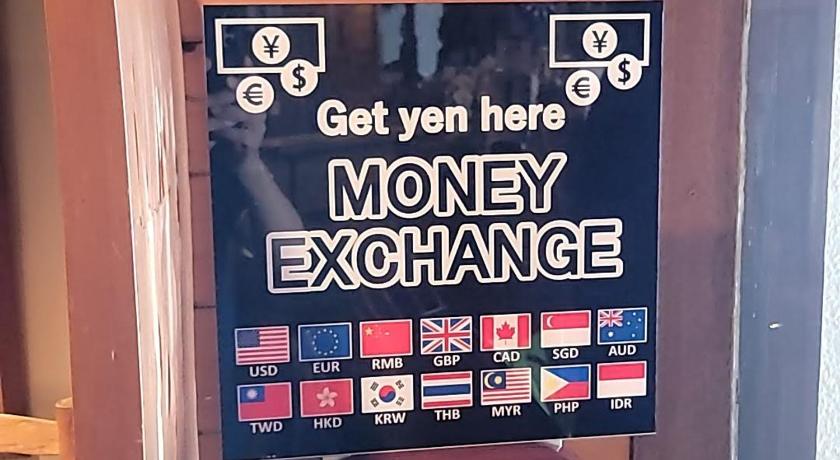 ¥ ¥
€ $ € $
Get yen here
MONEY
EXCHANGE
USD EUR RMB GBP CAD SGD AUD
TWD HKD KRW THB MYR PHP IDR